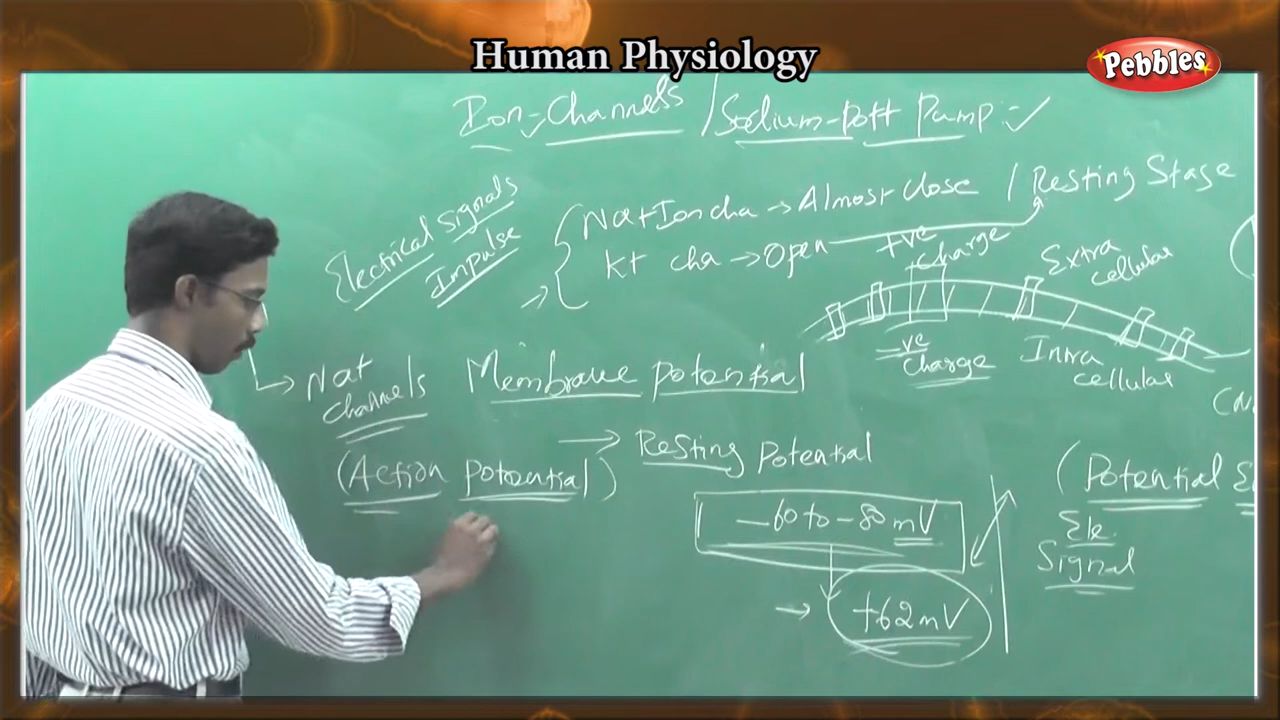 Human Physiology
Pebbles
Ion-Channels / Sodium-pott Pump:-
Electrical Signals
Impulse
Na+ Ion cha → Almost close / Resting Stage
K+ cha → Open
+ve
charge
Extra
cellular
-ve
charge
Intra
cellular
Na+
channels
Membrane potential
(Action potential)
→ Resting Potential
-60 to -80 mV
→ +62 mV
(Potential
Ele.
Signal